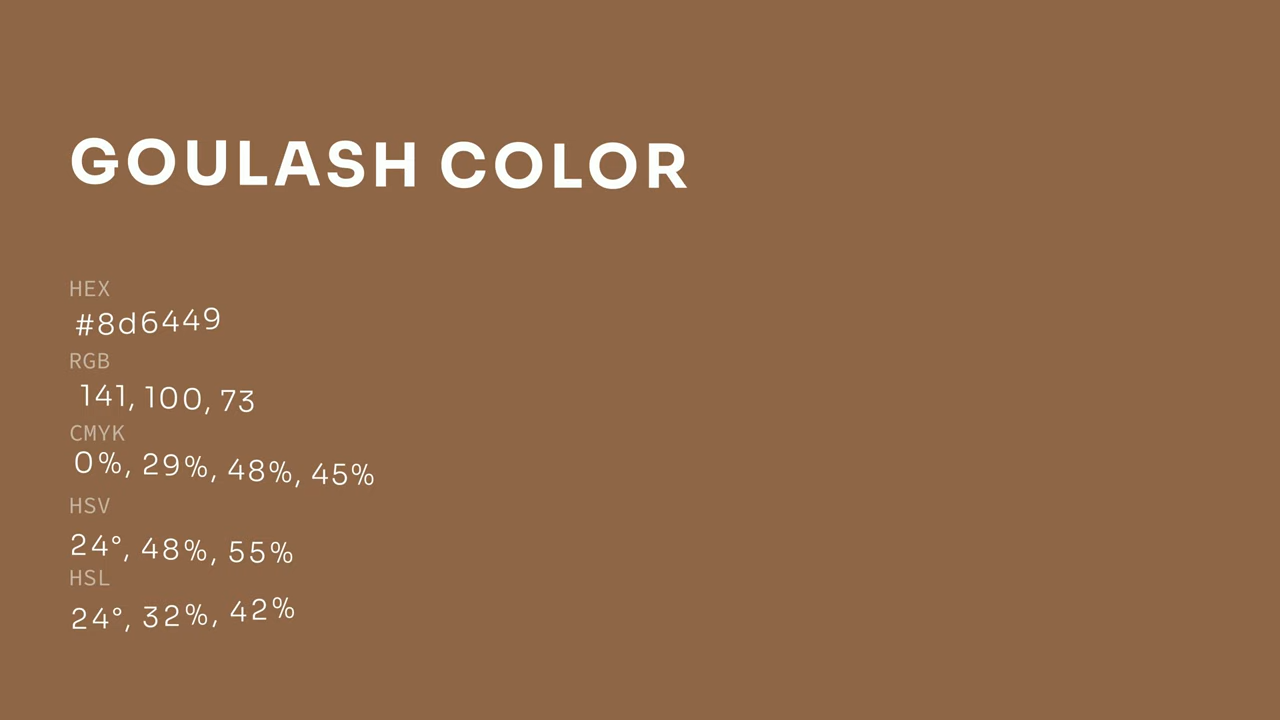 GOULASH COLOR
HEX
#8d6449
RGB
141, 100, 73
CMYK
0%, 29%, 48%, 45%
HSV
24°, 48%, 55%
HSL
24°, 32%, 42%